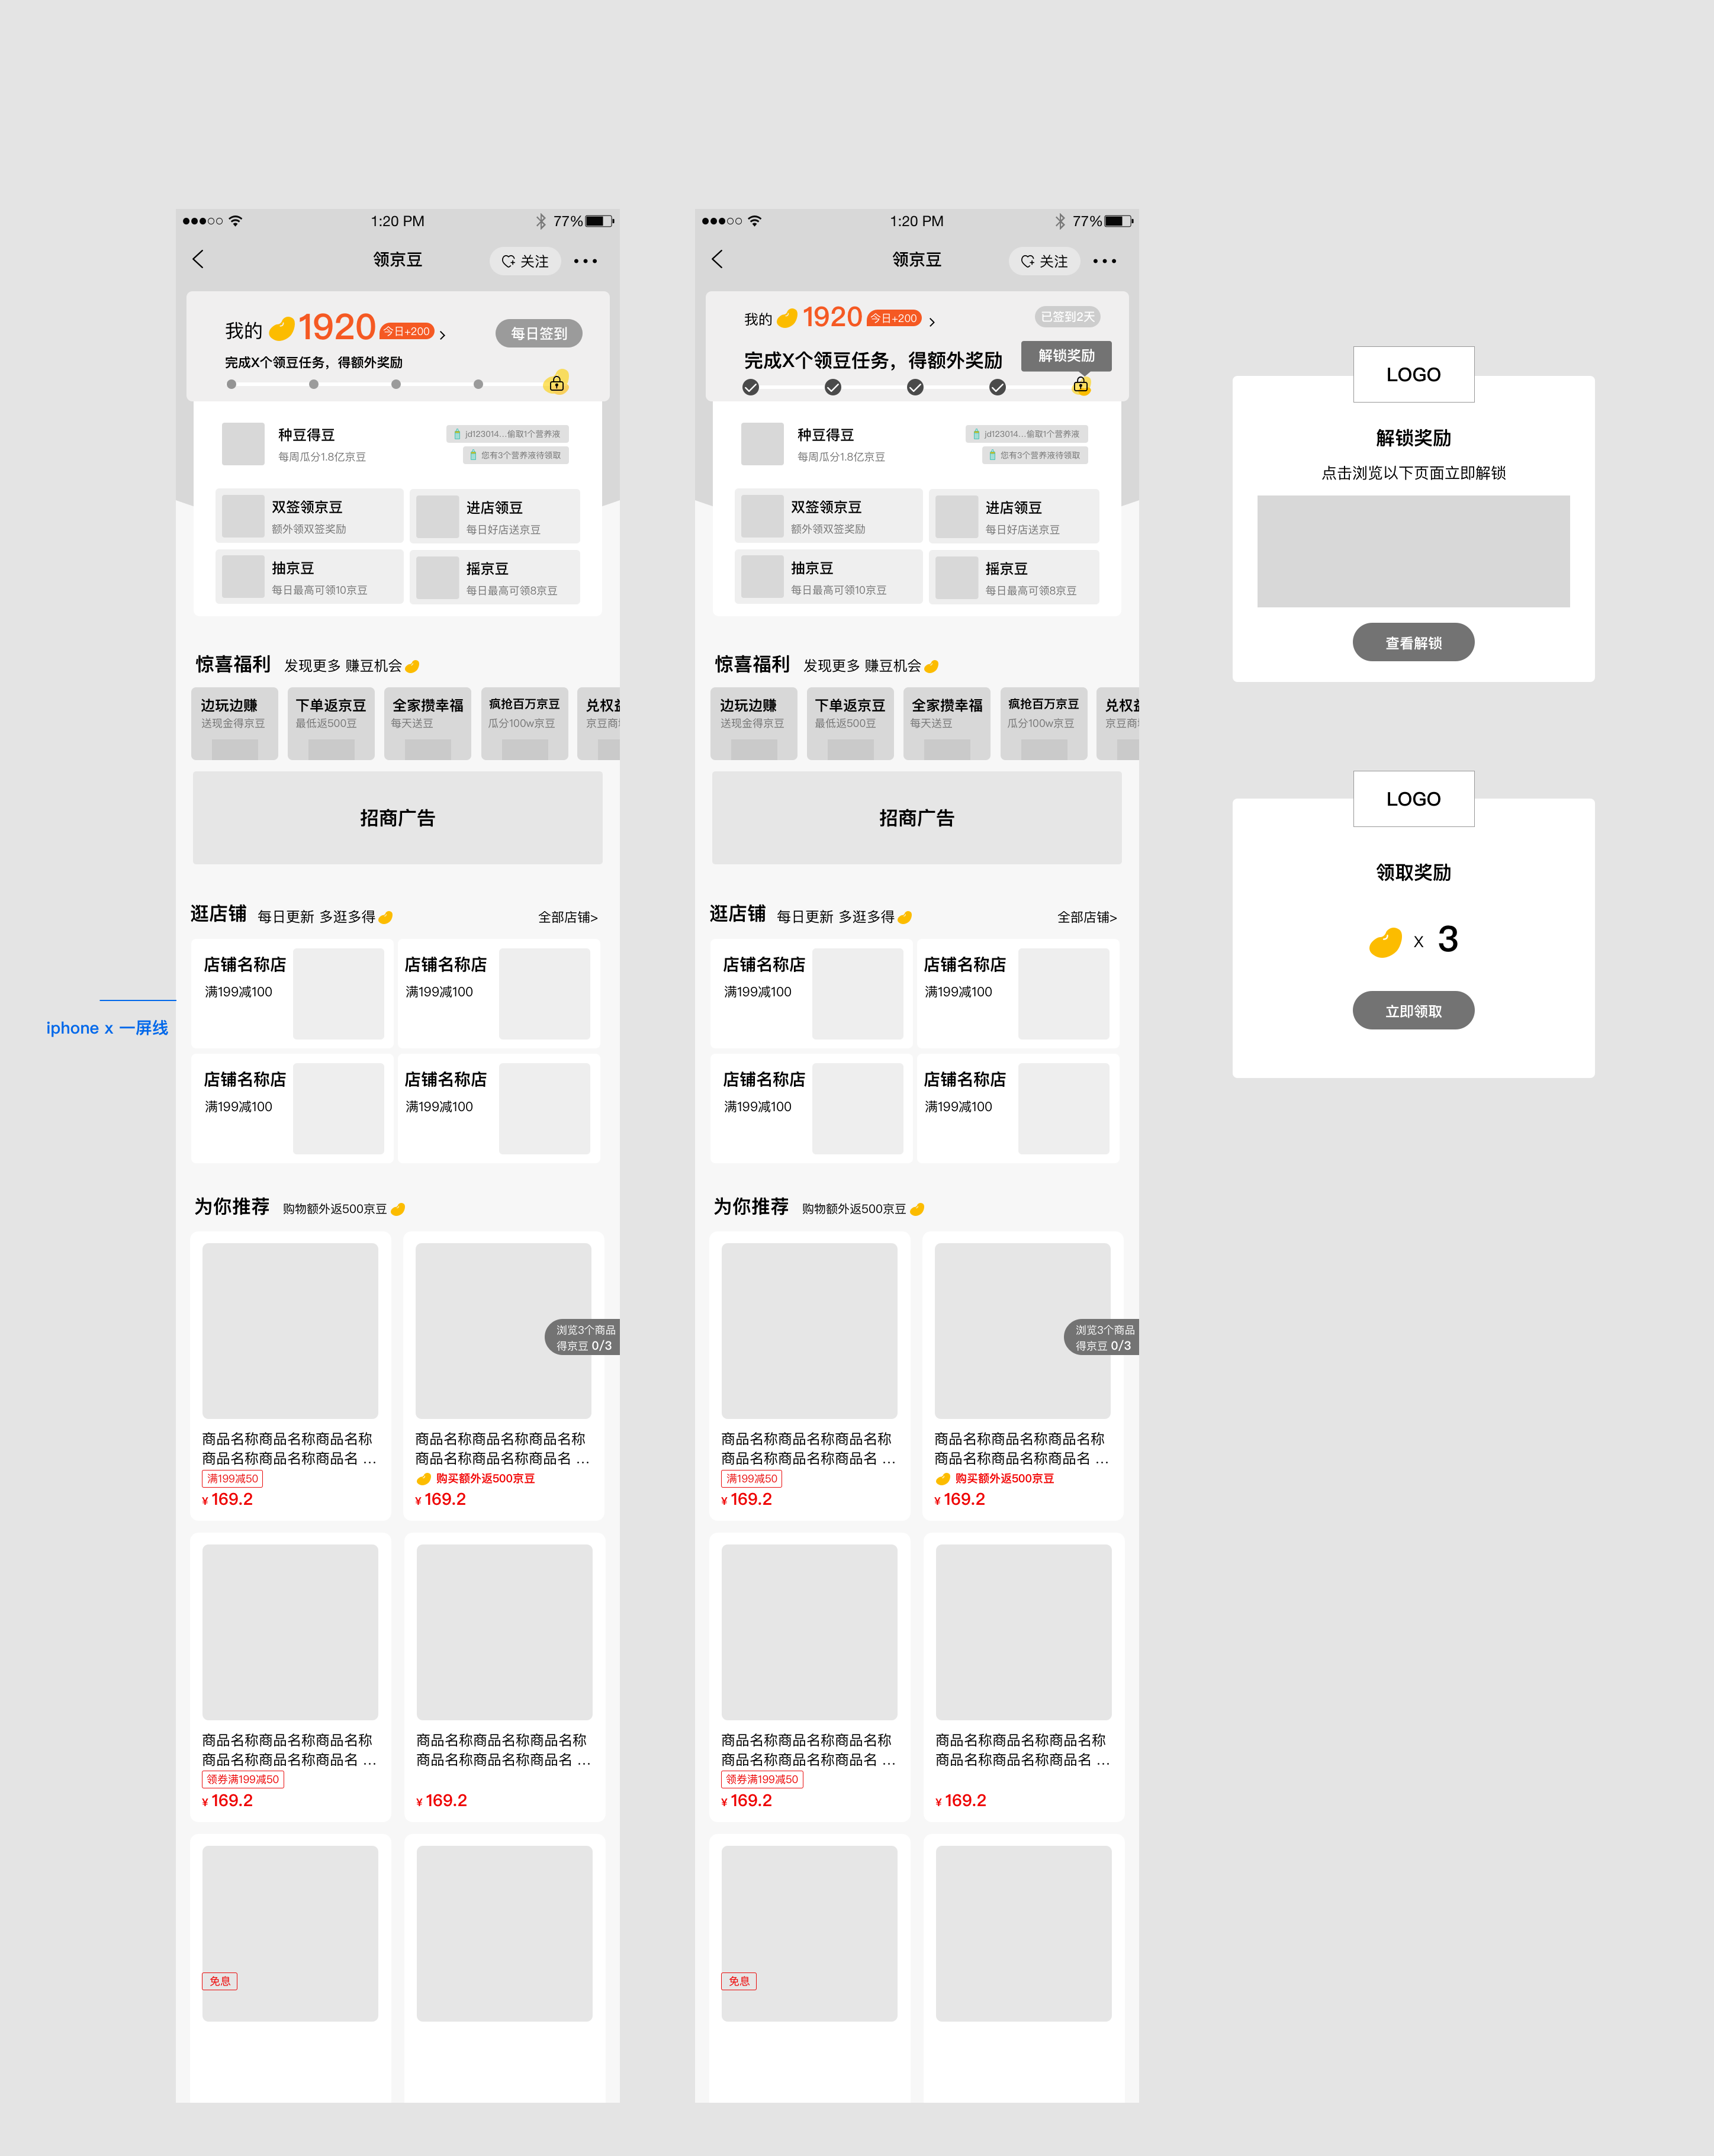 1:20 PM
77%
领京豆
关注
我的 1920 今日+200
每日签到
完成X个领豆任务，得额外奖励
种豆得豆
每周瓜分1.8亿京豆
jd123014...偷取1个营养液
您有3个营养液待领取
双签领京豆
额外领双签奖励
进店领豆
每日好店送京豆
抽京豆
每日最高可领10京豆
摇京豆
每日最高可领8京豆
惊喜福利 发现更多 赚豆机会
边玩边赚
送现金得京豆
下单返京豆
最低返500豆
全家攒幸福
每天送豆
疯抢百万京豆
瓜分100w京豆
兑权益
京豆商
招商广告
逛店铺 每日更新 多逛多得
全部店铺>
店铺名称店
满199减100
店铺名称店
满199减100
iphone x 一屏线
店铺名称店
满199减100
店铺名称店
满199减100
为你推荐 购物额外返500京豆
浏览3个商品
得京豆 0/3
商品名称商品名称商品名称
商品名称商品名称商品名 ...
满199减50
¥ 169.2
商品名称商品名称商品名称
商品名称商品名称商品名 ...
购买额外返500京豆
¥ 169.2
商品名称商品名称商品名称
商品名称商品名称商品名 ...
领券满199减50
¥ 169.2
商品名称商品名称商品名称
商品名称商品名称商品名 ...
¥ 169.2
免息
1:20 PM
77%
领京豆
关注
我的 1920 今日+200
已签到2天
完成X个领豆任务，得额外奖励
解锁奖励
种豆得豆
每周瓜分1.8亿京豆
jd123014...偷取1个营养液
您有3个营养液待领取
双签领京豆
额外领双签奖励
进店领豆
每日好店送京豆
抽京豆
每日最高可领10京豆
摇京豆
每日最高可领8京豆
惊喜福利 发现更多 赚豆机会
边玩边赚
送现金得京豆
下单返京豆
最低返500豆
全家攒幸福
每天送豆
疯抢百万京豆
瓜分100w京豆
兑权益
京豆商
招商广告
逛店铺 每日更新 多逛多得
全部店铺>
店铺名称店
满199减100
店铺名称店
满199减100
店铺名称店
满199减100
店铺名称店
满199减100
为你推荐 购物额外返500京豆
浏览3个商品
得京豆 0/3
商品名称商品名称商品名称
商品名称商品名称商品名 ...
满199减50
¥ 169.2
商品名称商品名称商品名称
商品名称商品名称商品名 ...
购买额外返500京豆
¥ 169.2
商品名称商品名称商品名称
商品名称商品名称商品名 ...
领券满199减50
¥ 169.2
商品名称商品名称商品名称
商品名称商品名称商品名 ...
¥ 169.2
免息
LOGO
解锁奖励
点击浏览以下页面立即解锁
查看解锁
LOGO
领取奖励
X 3
立即领取